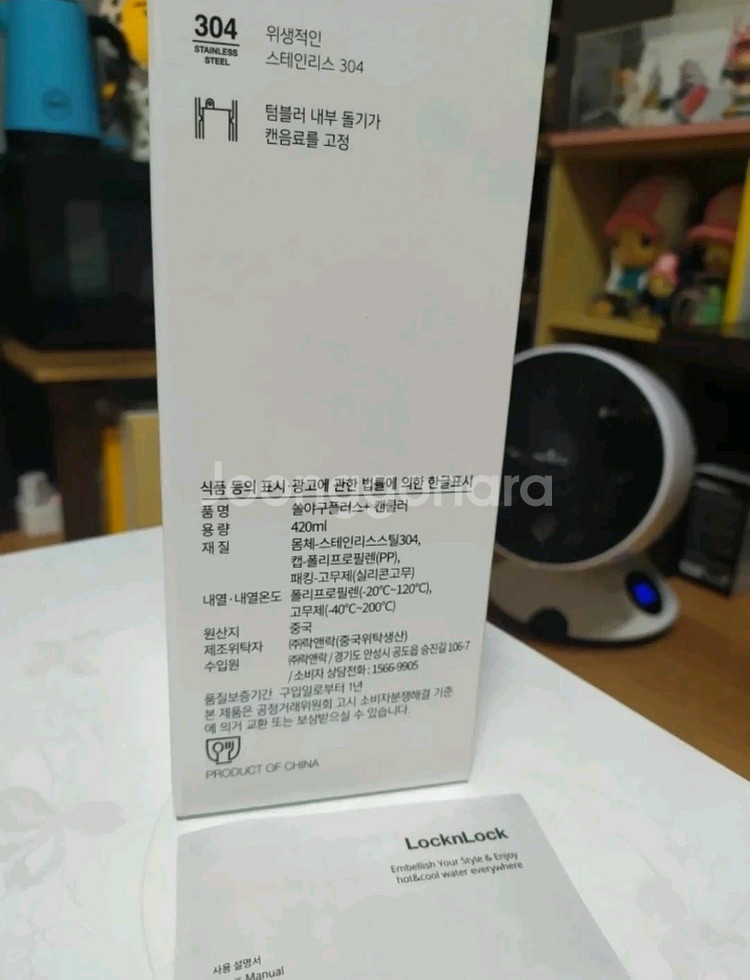 304
STAINLESS
STEEL
위생적인
스테인리스 304
텀블러 내부 돌기가
캔음료를 고정
식품 등의 표시·광고에 관한 법률에 의한 한글표시
joonggonara
품 명 쏠야구플러스+ 캔쿨러
용 량 420ml
재 질 몸체-스테인리스스틸304,
캡-폴리프로필렌(PP),
패킹-고무제(실리콘고무)
내열·내열온도 폴리프로필렌(-20℃~120℃),
고무제(-40℃~200℃)
원산지 중국
제조위탁자 ㈜락앤락(중국위탁생산)
수입원 ㈜락앤락/경기도 안성시 공도읍 승진길 106-7
/소비자 상담전화 : 1566-9905
품질보증기간 구입일로부터 1년
본 제품은 공정거래위원회 고시 소비자분쟁해결 기준
에 의거 교환 또는 보상받으실 수 있습니다.
PRODUCT OF CHINA
LocknLock
Embellish Your Style & Enjoy
hot&cool water everywhere
사용 설명서
Manual